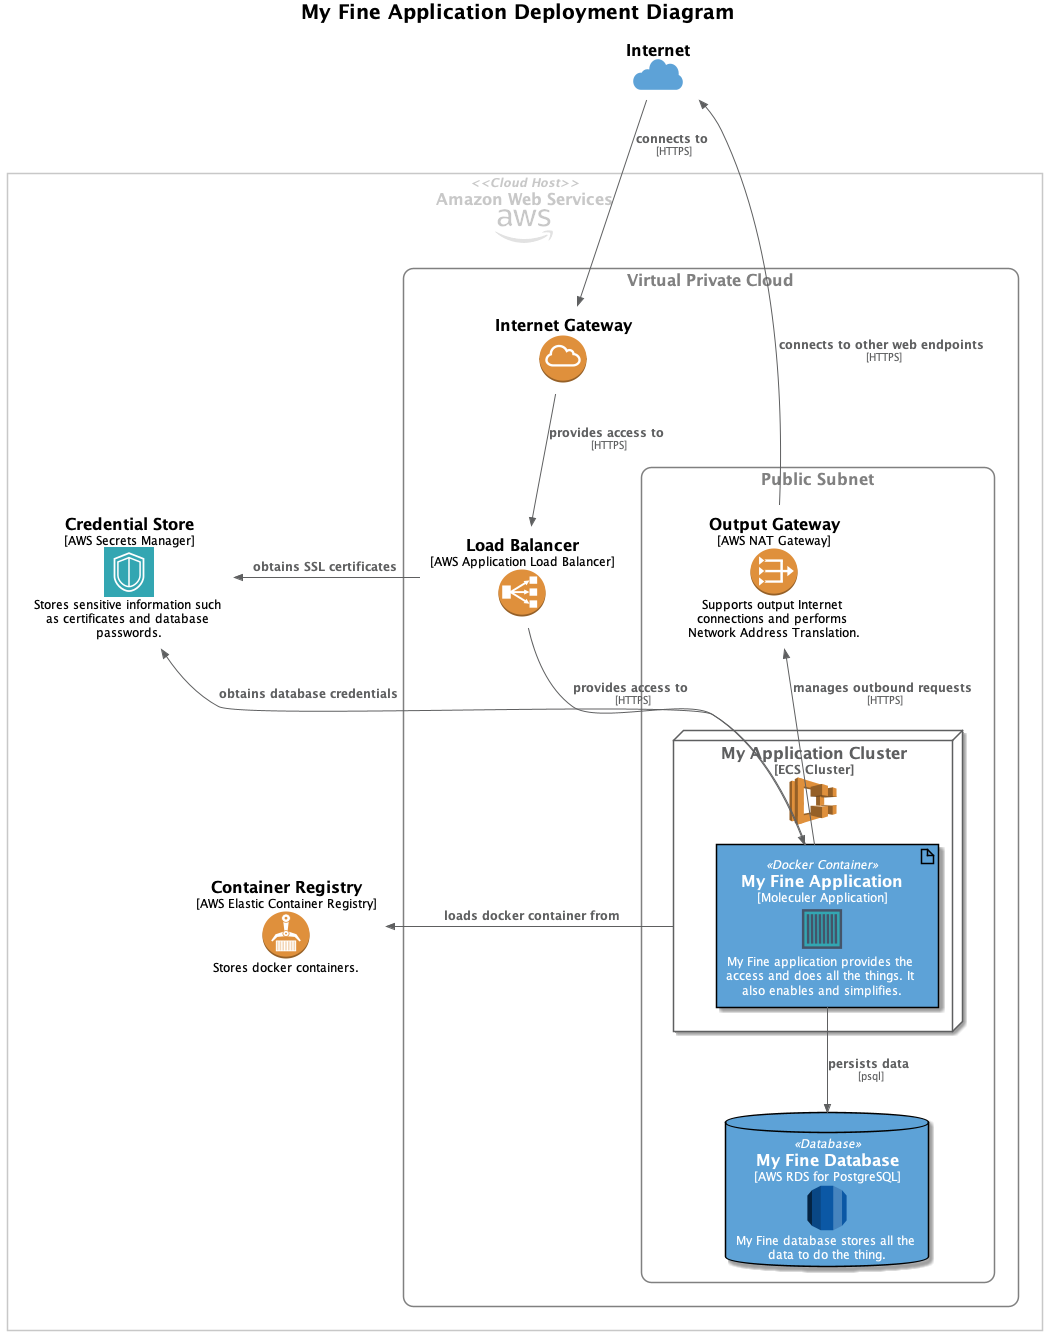 My Fine Application Deployment Diagram
Internet
connects to
[HTTPS]
<<Cloud Host>>
Amazon Web Services
aws
Virtual Private Cloud
Internet Gateway
connects to other web endpoints
[HTTPS]
provides access to
[HTTPS]
Public Subnet
Credential Store
[AWS Secrets Manager]
Stores sensitive information such
as certificates and database
passwords.
obtains SSL certificates
Load Balancer
[AWS Application Load Balancer]
Output Gateway
[AWS NAT Gateway]
Supports output Internet
connections and performs
Network Address Translation.
obtains database credentials
provides access to
[HTTPS]
manages outbound requests
[HTTPS]
My Application Cluster
[ECS Cluster]
«Docker Container»
My Fine Application
[Moleculer Application]
My Fine application provides the
access and does all the things. It
also enables and simplifies.
Container Registry
[AWS Elastic Container Registry]
Stores docker containers.
loads docker container from
persists data
[psql]
«Database»
My Fine Database
[AWS RDS for PostgreSQL]
My Fine database stores all the
data to do the thing.